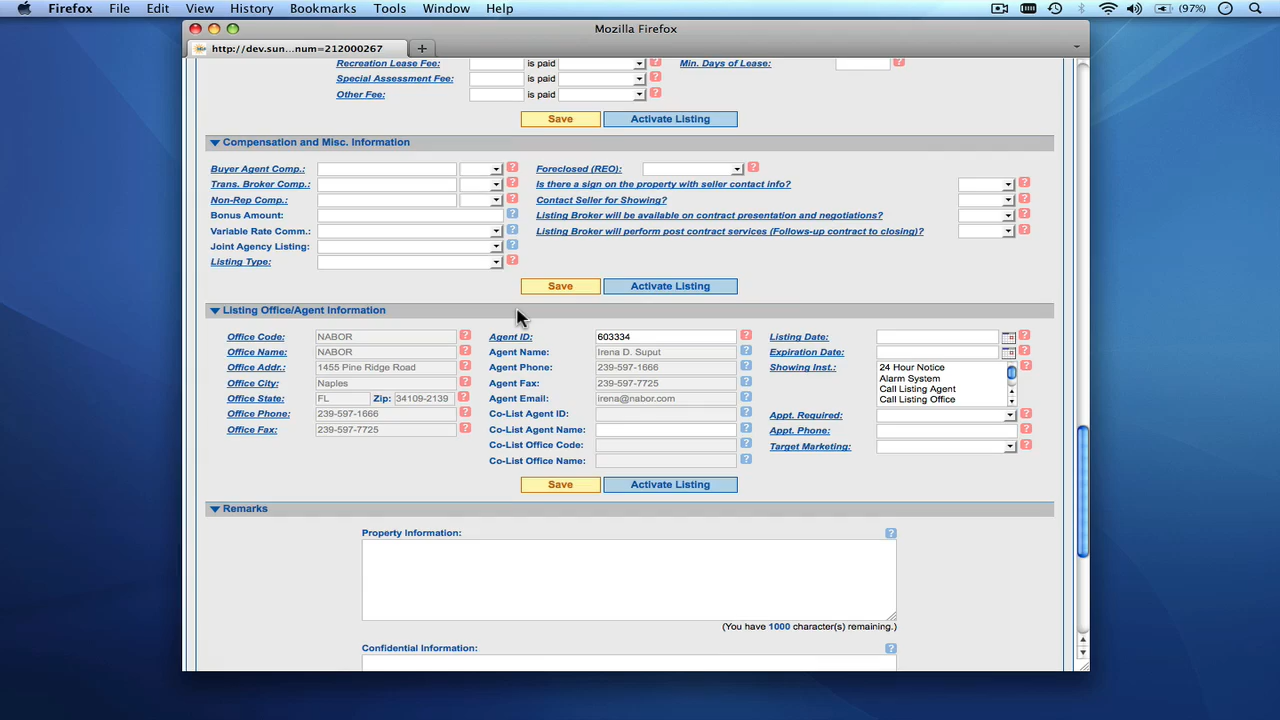 Firefox File Edit View History Bookmarks Tools Window Help (97%)
Mozilla Firefox
http://dev.sun...num=212000267
Recreation Lease Fee: is paid ? Min. Days of Lease: ?
Special Assessment Fee: is paid ?
Other Fee: is paid ?
Save Activate Listing
Compensation and Misc. Information
Buyer Agent Comp.: ? Foreclosed (REO): ?
Trans. Broker Comp.: ? Is there a sign on the property with seller contact info? ?
Non-Rep Comp.: ? Contact Seller for Showing? ?
Bonus Amount: ? Listing Broker will be available on contract presentation and negotiations? ?
Variable Rate Comm.: ? Listing Broker will perform post contract services (Follows-up contract to closing)? ?
Joint Agency Listing: ?
Listing Type: ?
Save Activate Listing
Listing Office/Agent Information
Office Code: NABOR ? Agent ID: 603334 ? Listing Date: ?
Office Name: NABOR ? Agent Name: Irena D. Suput ? Expiration Date: ?
Office Addr.: 1455 Pine Ridge Road ? Agent Phone: 239-597-1666 ? Showing Inst.: 24 Hour Notice ?
Alarm System
Office City: Naples ? Agent Fax: 239-597-7725 ? Call Listing Agent
Office State: FL Zip: 34109-2139 ? Agent Email: irena@nabor.com ? Call Listing Office
Office Phone: 239-597-1666 ? Co-List Agent ID: ? Appt. Required: ?
Office Fax: 239-597-7725 ? Co-List Agent Name: ? Appt. Phone: ?
Co-List Office Code: ? Target Marketing: ?
Co-List Office Name: ?
Save Activate Listing
Remarks
Property Information: ?
(You have 1000 character(s) remaining.)
Confidential Information: ?